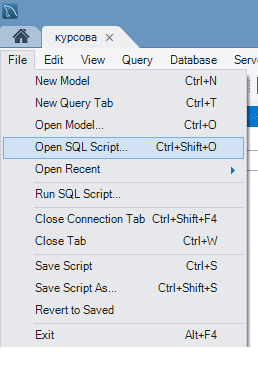 курсова
File Edit View Query Database Serv
New Model Ctrl+N
New Query Tab Ctrl+T
Open Model... Ctrl+O
Open SQL Script... Ctrl+Shift+O
Open Recent
Run SQL Script...
Close Connection Tab Ctrl+Shift+F4
Close Tab Ctrl+W
Save Script Ctrl+S
Save Script As... Ctrl+Shift+S
Revert to Saved
Exit Alt+F4